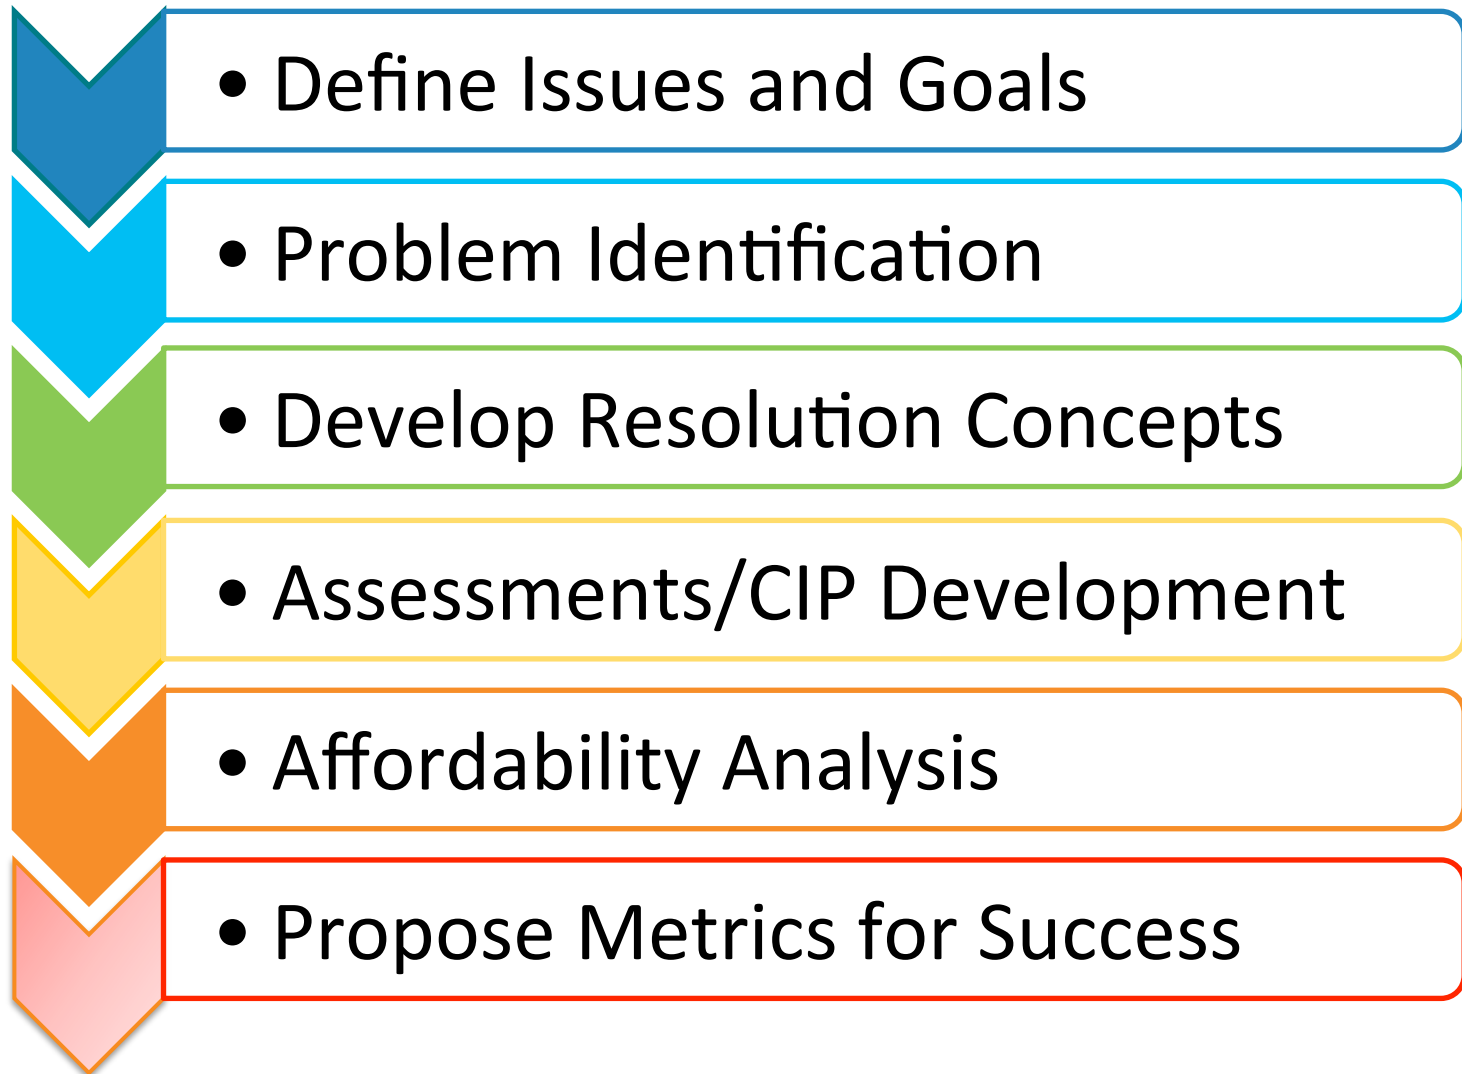 • Define Issues and Goals
• Problem Identification
• Develop Resolution Concepts
• Assessments/CIP Development
• Affordability Analysis
• Propose Metrics for Success